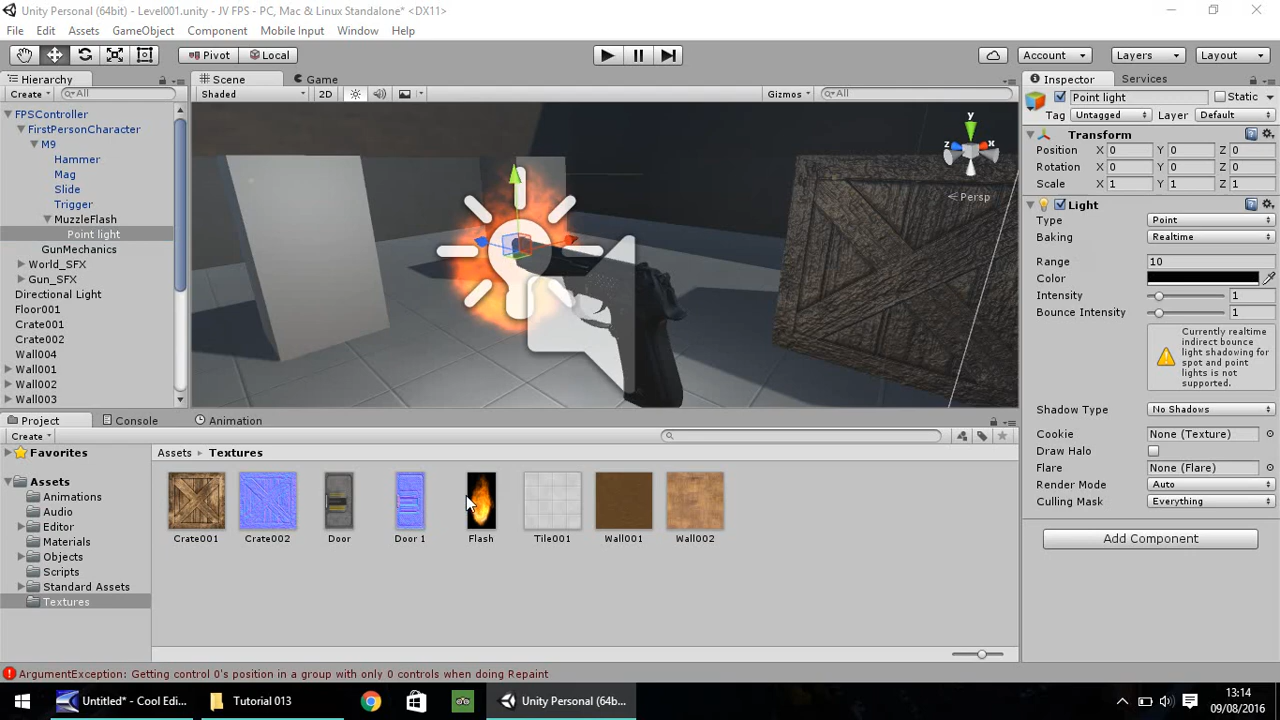 Unity Personal (64bit) - Level001.unity - JV FPS - PC, Mac & Linux Standalone* <DX11>
File Edit Assets GameObject Component Mobile Input Window Help
Pivot Local Account Layers Layout
Hierarchy Scene Game Inspector Services
Create All Shaded 2D Gizmos All Point light Static
Tag Untagged Layer Default
FPSController
FirstPersonCharacter
M9
Hammer
Mag
Slide
Trigger
MuzzleFlash
Point light
GunMechanics
World_SFX
Gun_SFX
Directional Light
Floor001
Crate001
Crate002
Wall004
Wall001
Wall002
Wall003
y
z
x
Persp
Transform
Position X 0 Y 0 Z 0
Rotation X 0 Y 0 Z 0
Scale X 1 Y 1 Z 1
Light
Type Point
Baking Realtime
Range 10
Color
Intensity 1
Bounce Intensity 1
Currently realtime
indirect bounce
light shadowing for
spot and point
lights is not
supported.
Shadow Type No Shadows
Cookie None (Texture)
Draw Halo
Flare None (Flare)
Render Mode Auto
Culling Mask Everything
Add Component
Project Console Animation
Create
Favorites
Assets
Animations
Audio
Editor
Materials
Objects
Scripts
Standard Assets
Textures
Assets Textures
Crate001 Crate002 Door Door 1 Flash Tile001 Wall001 Wall002
ArgumentException: Getting control 0's position in a group with only 0 controls when doing Repaint
Untitled* - Cool Edi... Tutorial 013 Unity Personal (64b...
13:14
09/08/2016